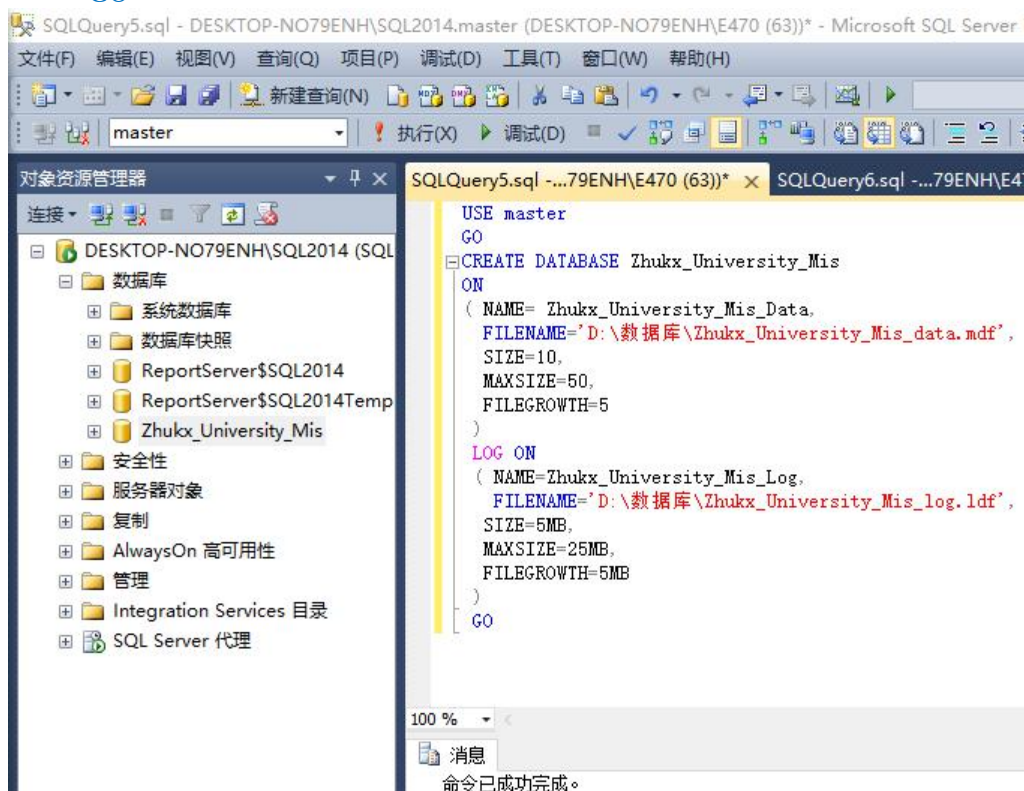 SQLQuery5.sql - DESKTOP-NO79ENH\SQL2014.master (DESKTOP-NO79ENH\E470 (63))* - Microsoft SQL Server
文件(F) 编辑(E) 视图(V) 查询(Q) 项目(P) 调试(D) 工具(T) 窗口(W) 帮助(H)
新建查询(N)
master 执行(X) 调试(D)
对象资源管理器
连接
DESKTOP-NO79ENH\SQL2014 (SQL
数据库
系统数据库
数据库快照
ReportServer$SQL2014
ReportServer$SQL2014Temp
Zhukx_University_Mis
安全性
服务器对象
复制
AlwaysOn 高可用性
管理
Integration Services 目录
SQL Server 代理
SQLQuery5.sql -...79ENH\E470 (63))* SQLQuery6.sql -...79ENH\E47
USE master
GO
CREATE DATABASE Zhukx_University_Mis
ON
( NAME= Zhukx_University_Mis_Data,
FILENAME='D:\数据库\Zhukx_University_Mis_data.mdf',
SIZE=10,
MAXSIZE=50,
FILEGROWTH=5
)
LOG ON
( NAME=Zhukx_University_Mis_Log,
FILENAME='D:\数据库\Zhukx_University_Mis_log.ldf',
SIZE=5MB,
MAXSIZE=25MB,
FILEGROWTH=5MB
)
GO
100 %
消息
命令已成功完成。